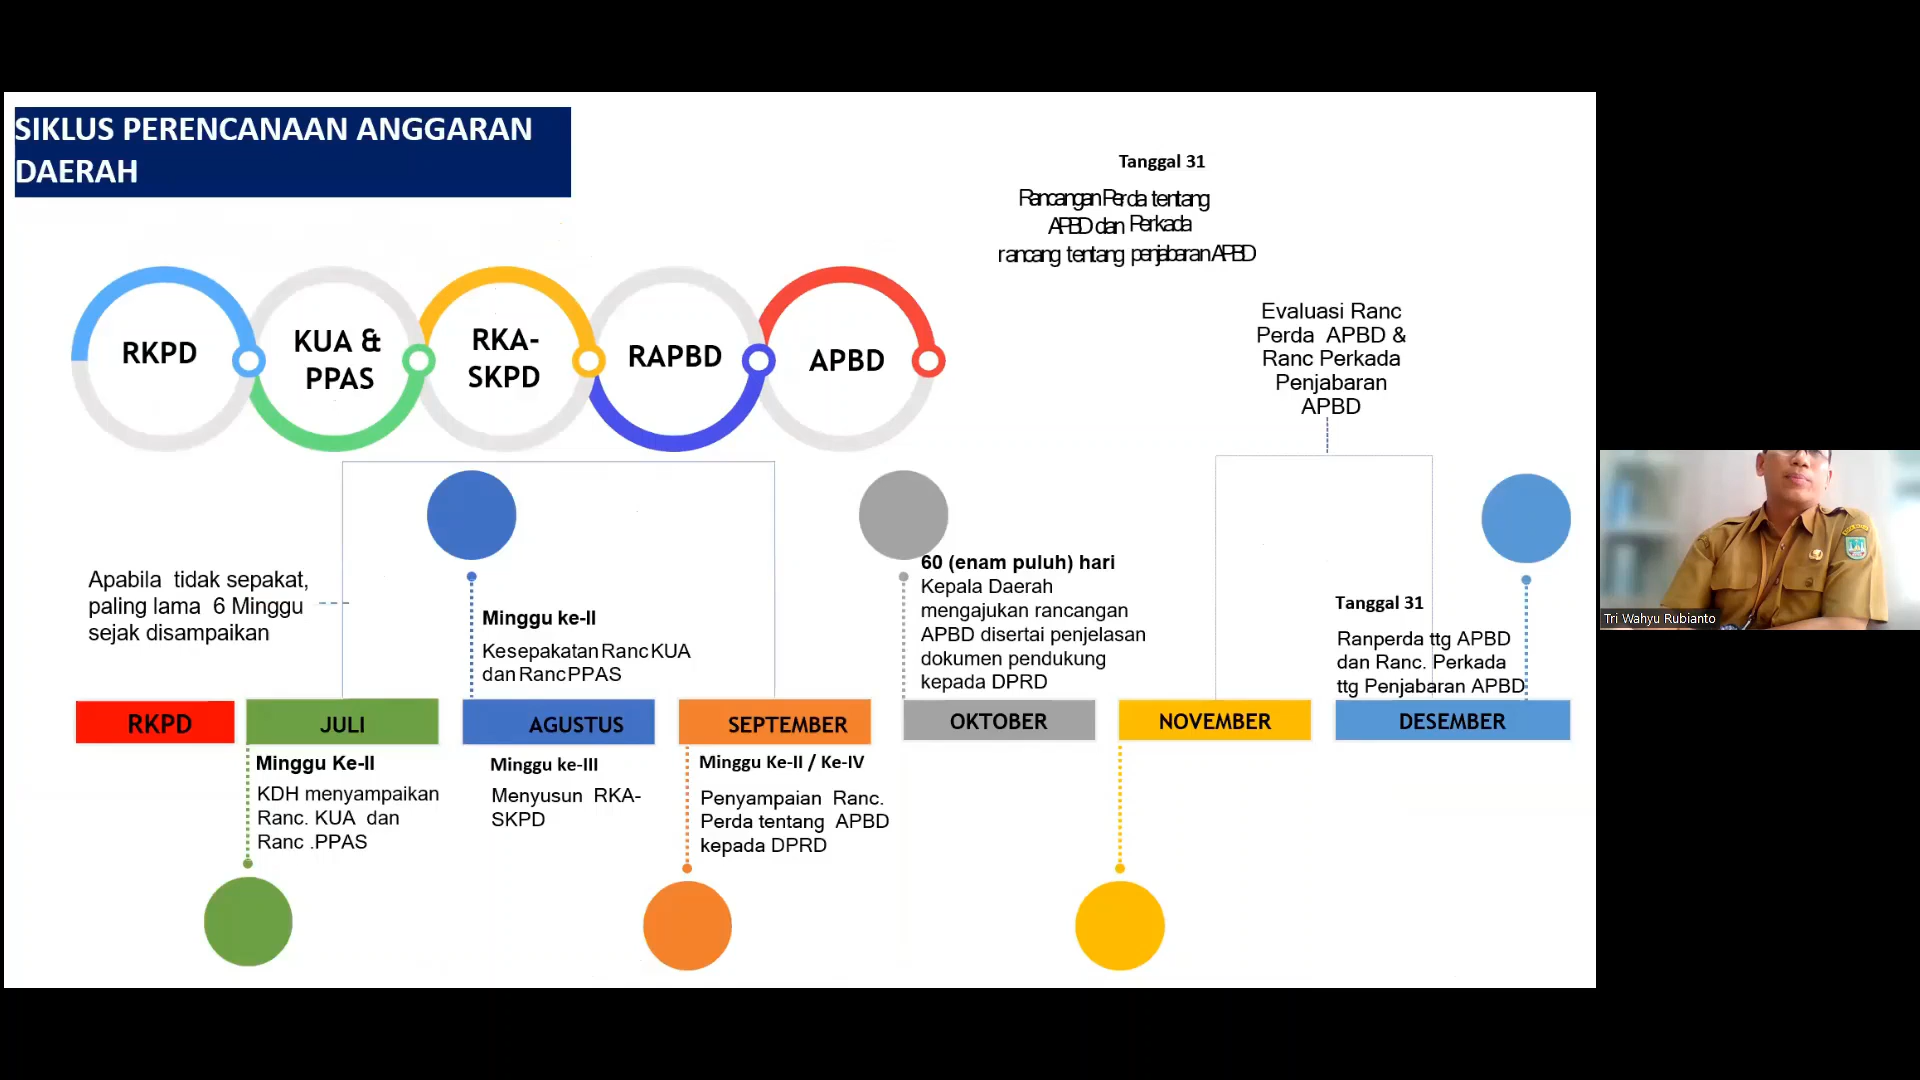 SIKLUS PERENCANAAN ANGGARAN
DAERAH
Tanggal 31
Rancangan Perda tentang
APBD dan Perkada
rancang tentang penjabaran APBD
RKPD
KUA &
PPAS
RKA-
SKPD
RAPBD
APBD
Evaluasi Ranc
Perda APBD &
Ranc Perkada
Penjabaran
APBD
Apabila tidak sepakat,
paling lama 6 Minggu
sejak disampaikan
Minggu ke-II
Kesepakatan Ranc KUA
dan Ranc PPAS
60 (enam puluh) hari
Kepala Daerah
mengajukan rancangan
APBD disertai penjelasan
dokumen pendukung
kepada DPRD
Tanggal 31
Ranperda ttg APBD
dan Ranc. Perkada
ttg Penjabaran APBD
RKPD
JULI
AGUSTUS
SEPTEMBER
OKTOBER
NOVEMBER
DESEMBER
Minggu Ke-II
KDH menyampaikan
Ranc. KUA dan
Ranc .PPAS
Minggu ke-III
Menyusun RKA-
SKPD
Minggu Ke-II / Ke-IV
Penyampaian Ranc.
Perda tentang APBD
kepada DPRD
Tri Wahyu Rubianto